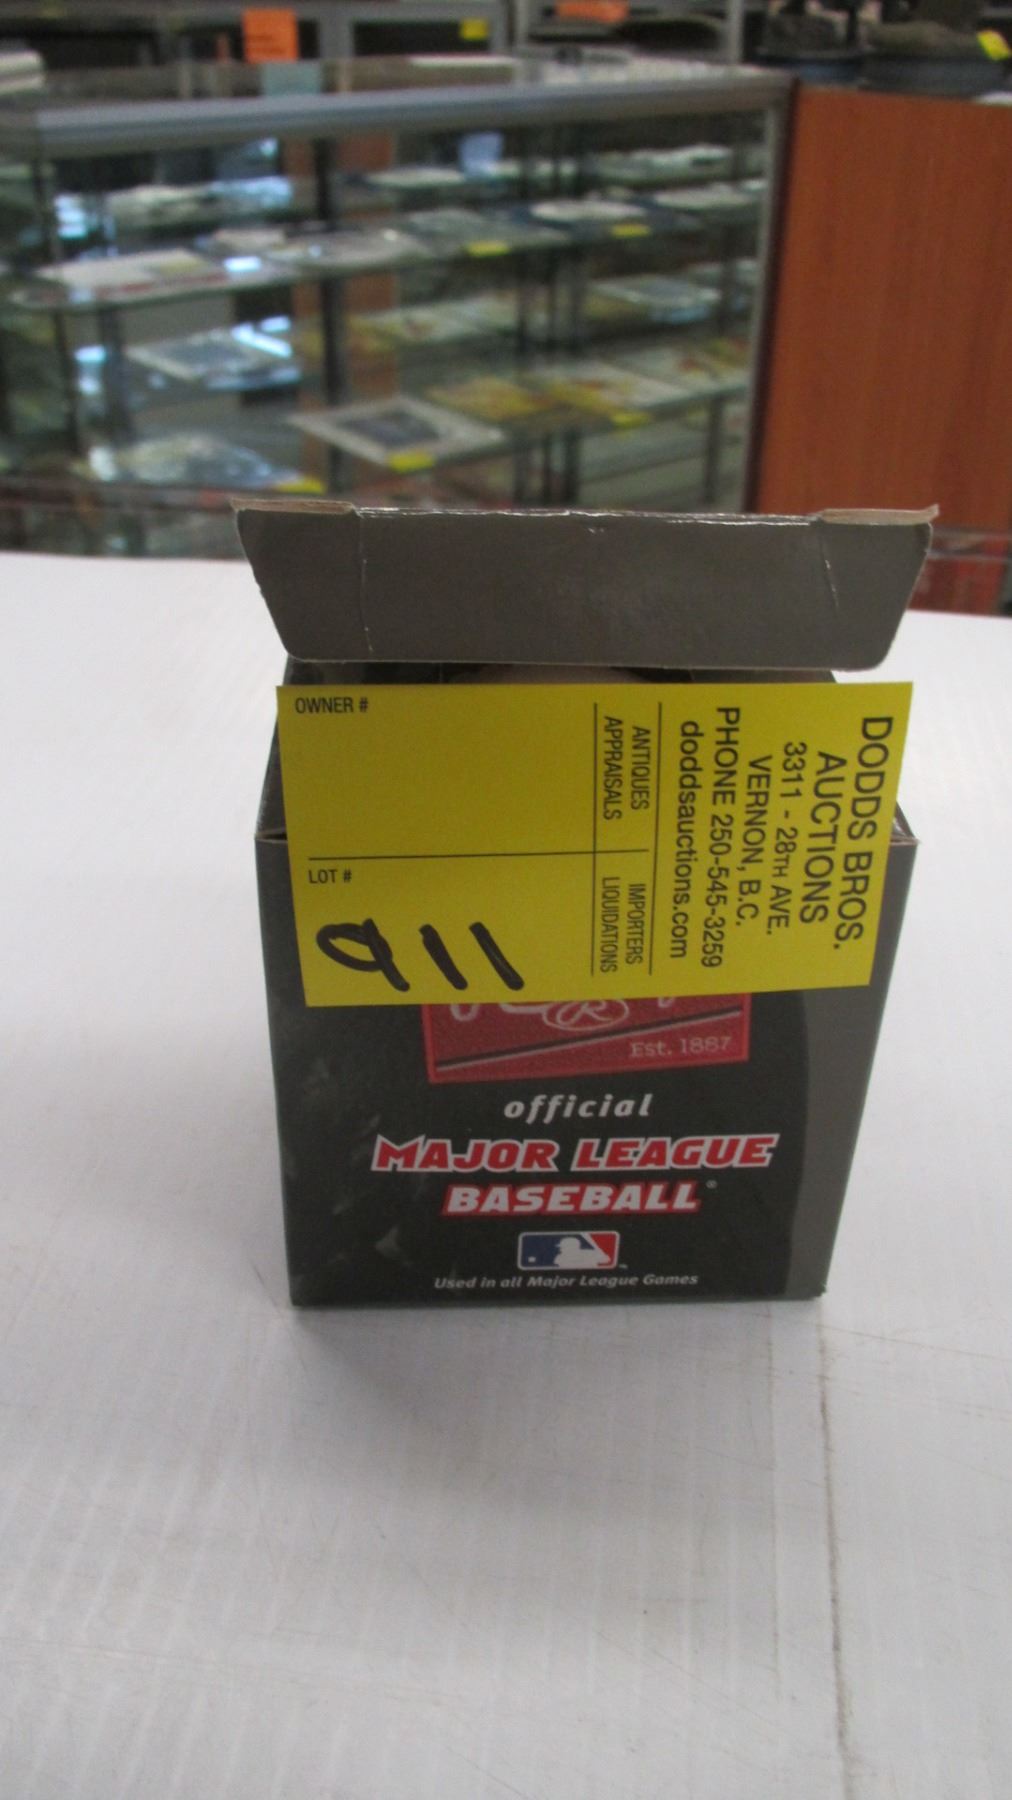 OWNER #
LOT #
911
DODDS BROS.
AUCTIONS
3311 - 28TH AVE.
VERNON, B.C.
PHONE 250-545-3259
doddsauctions.com
ANTIQUES IMPORTERS
APPRAISALS LIQUIDATIONS
R
Est. 1887
official
MAJOR LEAGUE
BASEBALL®
Used in all Major League Games